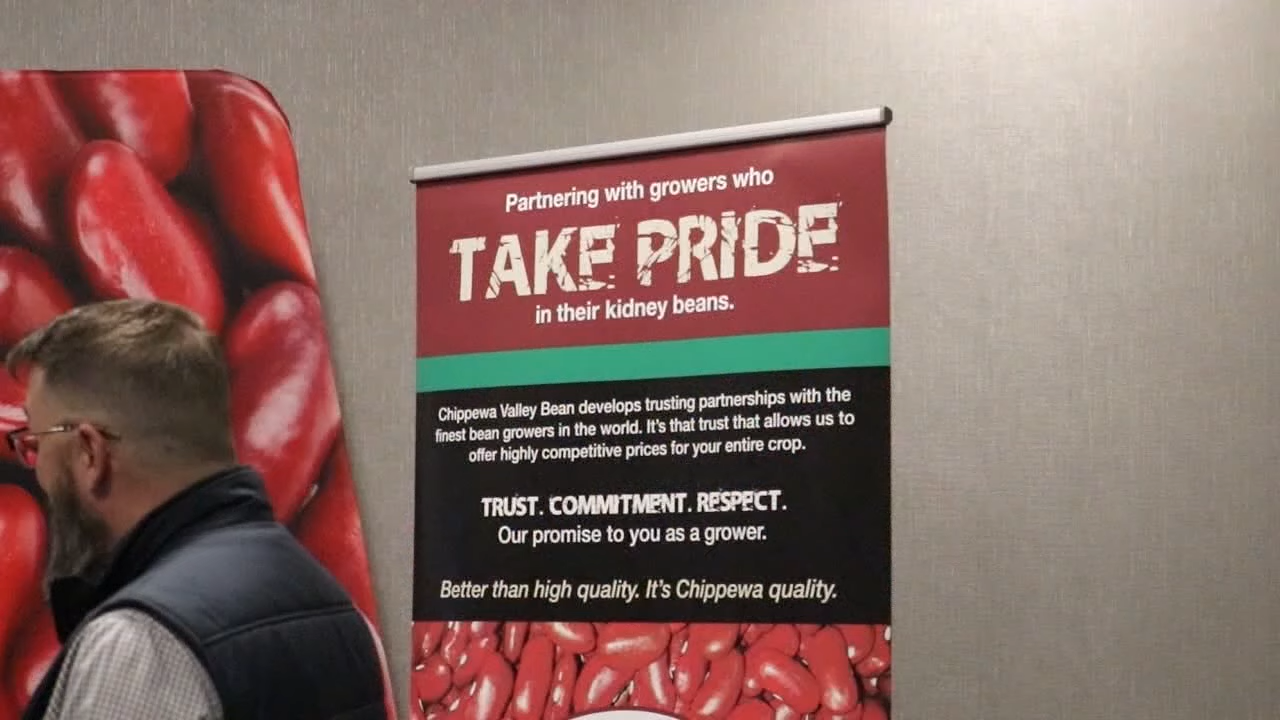 Partnering with growers who
TAKE PRIDE
in their kidney beans.
Chippewa Valley Bean develops trusting partnerships with the
finest bean growers in the world. It's that trust that allows us to
offer highly competitive prices for your entire crop.
TRUST. COMMITMENT. RESPECT.
Our promise to you as a grower.
Better than high quality. It's Chippewa quality.